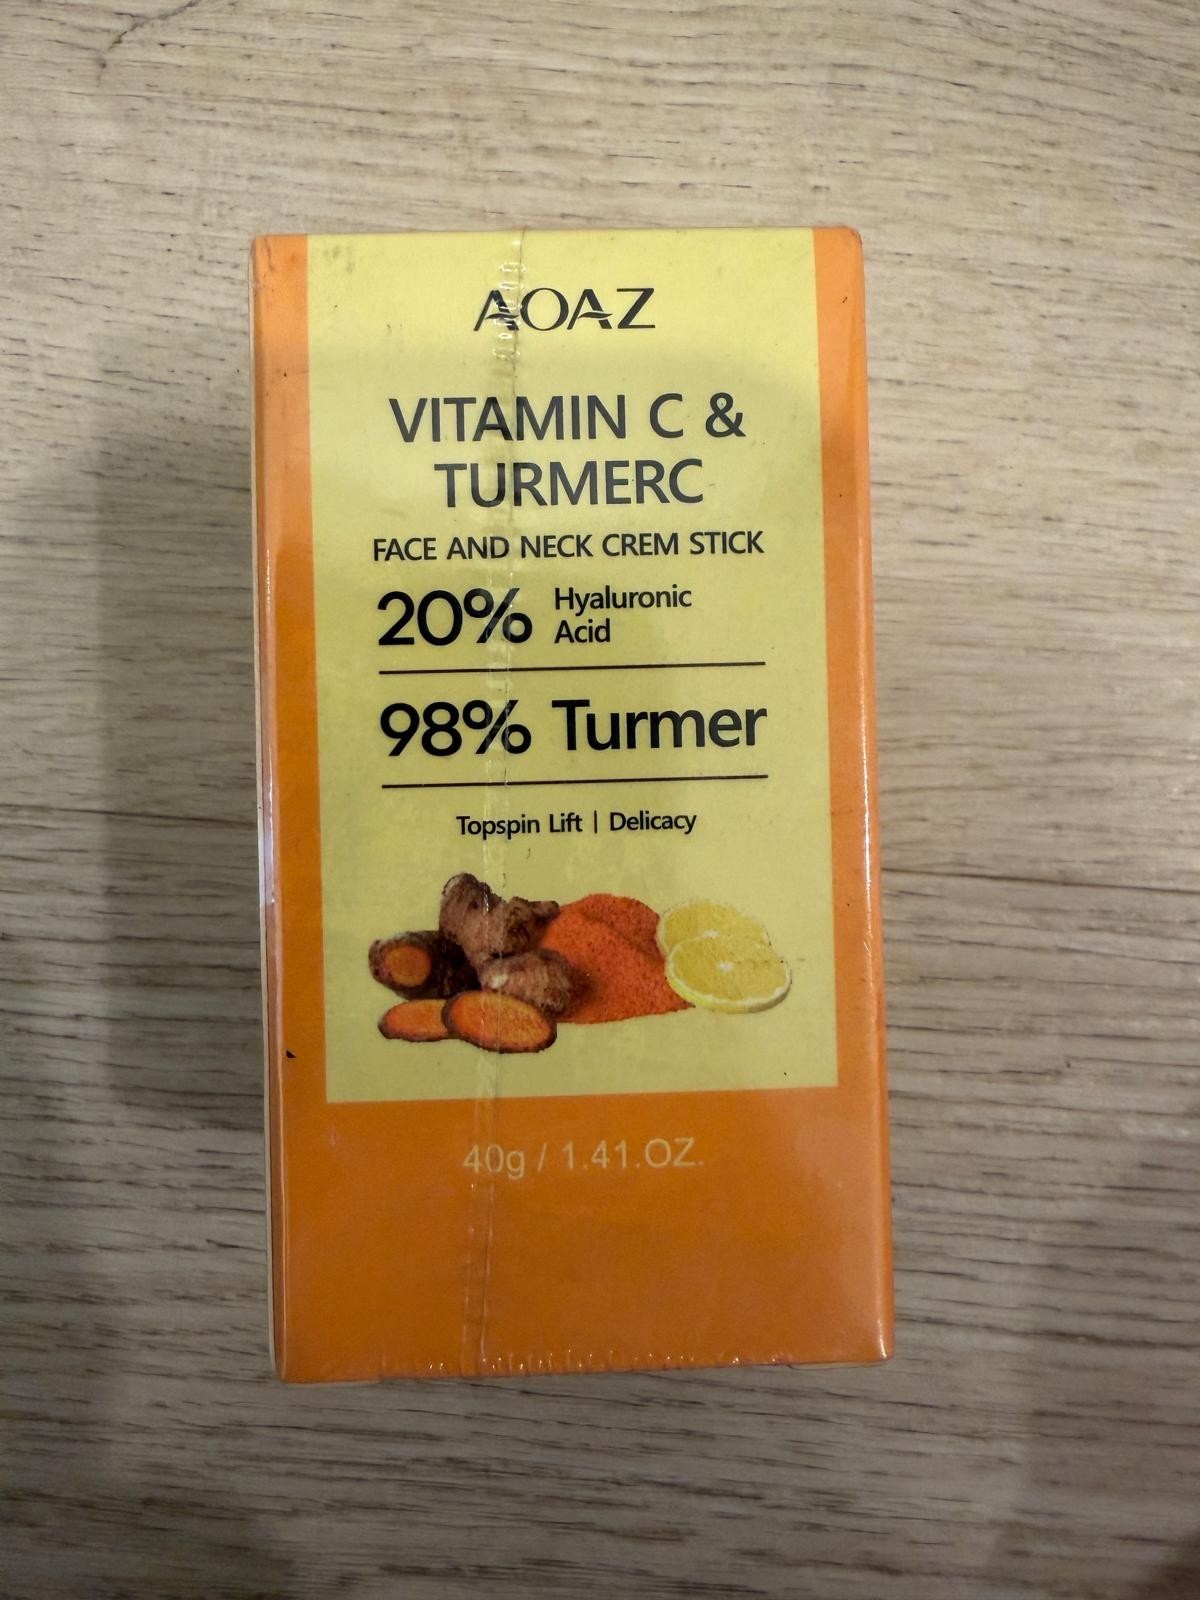 AOAZ
VITAMIN C &
TURMERC
FACE AND NECK CREM STICK
20% Hyaluronic
Acid
98% Turmer
Topspin Lift | Delicacy
40g / 1.41.OZ.